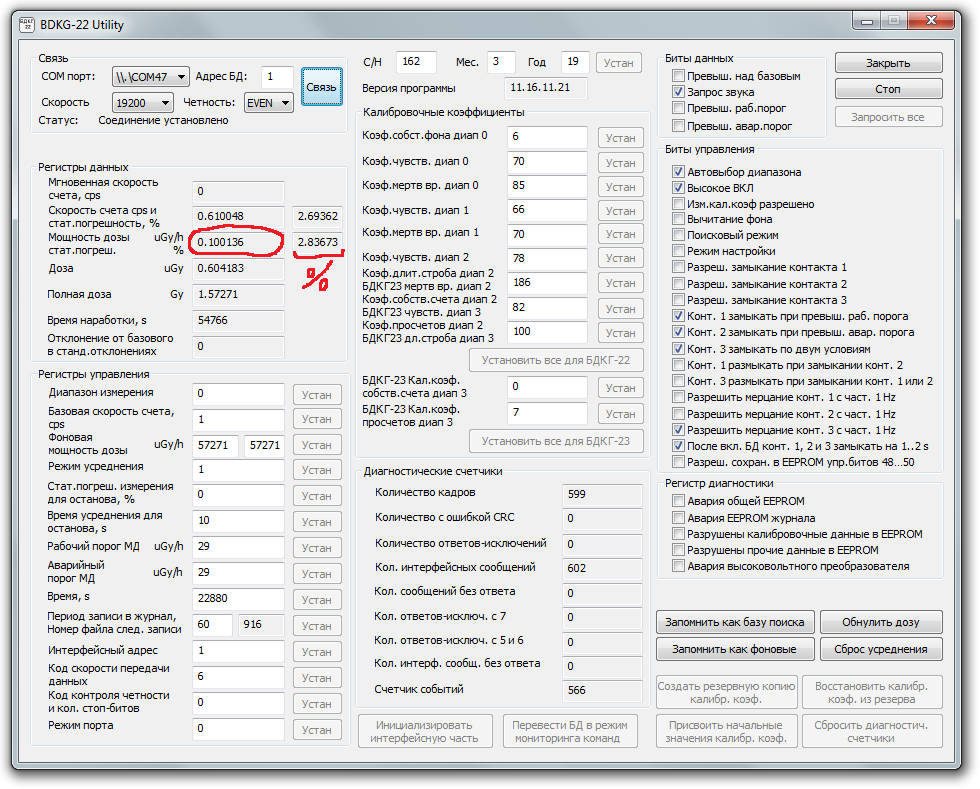 BDKG-22 Utility
Связь
COM порт: \\.\COM47 Адрес БД: 1 Связь
Скорость 19200 Четность: EVEN
Статус: Соединение установлено
Регистры данных
Мгновенная скорость
счета, cps 0
Скорость счета cps и
стат.погрешность, % 0.610048 2.69362
Мощность дозы uGy/h
стат.погреш. % 0.100136 2.83673
%
Доза uGy 0.604183
Полная доза Gy 1.57271
Время наработки, s 54766
Отклонение от базового
в станд.отклонениях 0
Регистры управления
Диапазон измерения 0 Устан
Базовая скорость счета,
cps 1 Устан
Фоновая
мощность дозы uGy/h 57271 57271 Устан
Режим усреднения 1 Устан
Стат.погреш. измерения
для останова, % 0 Устан
Время усреднения для
останова, s 10 Устан
Рабочий порог МД uGy/h 29 Устан
Аварийный
порог МД uGy/h 29 Устан
Время, s 22880 Устан
Период записи в журнал,
Номер файла след. записи 60 916 Устан
Интерфейсный адрес 1 Устан
Код скорости передачи
данных 6 Устан
Код контроля четности
и кол. стоп-битов 0 Устан
Режим порта 0 Устан
С/Н 162 Мес. 3 Год 19 Устан
Версия программы 11.16.11.21
Калибровочные коэффициенты
Коэф.собст.фона диап 0 6 Устан
Коэф.чувств. диап 0 70 Устан
Коэф.мертв вр. диап 0 85 Устан
Коэф.чувств. диап 1 66 Устан
Коэф.мертв вр. диап 1 70 Устан
Коэф.чувств. диап 2 78 Устан
Коэф.длит.строба диап 2
БДКГ23 мертв вр. диап 2 186 Устан
Коэф.собств.счета диап 2
БДКГ23 чувств. диап 3 82 Устан
Коэф.просчетов диап 2
БДКГ23 дл.строба диап 3 100 Устан
Установить все для БДКГ-22
БДКГ-23 Кал.коэф.
собств.счета диап 3 0 Устан
БДКГ-23 Кал.коэф.
просчетов диап 3 7 Устан
Установить все для БДКГ-23
Диагностические счетчики
Количество кадров 599
Количество с ошибкой CRC 0
Количество ответов-исключений 0
Кол. интерфейсных сообщений 602
Кол. сообщений без ответа 0
Кол. ответов-исключ. с 7 0
Кол. ответов-исключ. с 5 и 6 0
Кол. интерф. сообщ. без ответа 0
Счетчик событий 566
Инициализировать
интерфейсную часть
Перевести БД в режим
мониторинга команд
Биты данных
Превыш. над базовым
Запрос звука
Превыш. раб.порог
Превыш. авар.порог
Закрыть
Стоп
Запросить все
Биты управления
Автовыбор диапазона
Высокое ВКЛ
Изм.кал.коэф разрешено
Вычитание фона
Поисковый режим
Режим настройки
Разреш. замыкание контакта 1
Разреш. замыкание контакта 2
Разреш. замыкание контакта 3
Конт. 1 замыкать при превыш. раб. порога
Конт. 2 замыкать при превыш. авар. порога
Конт. 3 замыкать по двум условиям
Конт. 1 размыкать при замыкании конт. 2
Конт. 3 размыкать при замыкании конт. 1 или 2
Разрешить мерцание конт. 1 с част. 1 Hz
Разрешить мерцание конт. 2 с част. 1 Hz
Разрешить мерцание конт. 3 с част. 1 Hz
После вкл. БД конт. 1, 2 и 3 замыкать на 1..2 s
Разреш. сохран. в EEPROM упр.битов 48...50
Регистр диагностики
Авария общей EEPROM
Авария EEPROM журнала
Разрушены калибровочные данные в EEPROM
Разрушены прочие данные в EEPROM
Авария высоковольтного преобразователя
Запомнить как базу поиска Обнулить дозу
Запомнить как фоновые Сброс усреднения
Создать резервную копию
калибр. коэф.
Восстановить калибр.
коэф. из резерва
Присвоить начальные
значения калибр. коэф.
Сбросить диагностич.
счетчики